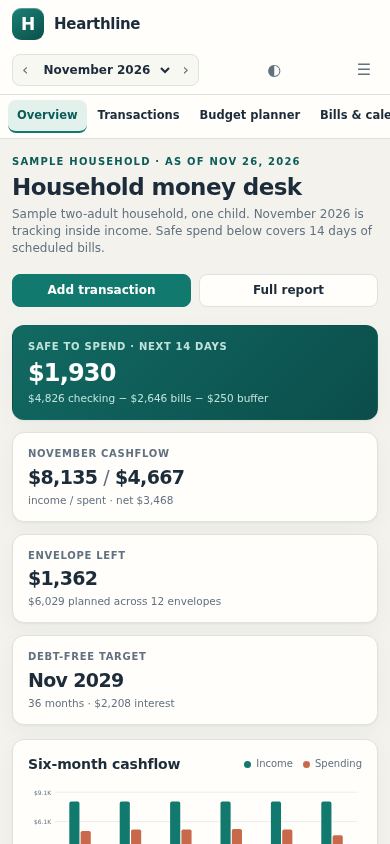 H Hearthline
‹ November 2026 ›
Overview Transactions Budget planner Bills & cale
SAMPLE HOUSEHOLD · AS OF NOV 26, 2026
Household money desk
Sample two-adult household, one child. November 2026 is
tracking inside income. Safe spend below covers 14 days of
scheduled bills.
Add transaction Full report
SAFE TO SPEND · NEXT 14 DAYS
$1,930
$4,826 checking − $2,646 bills − $250 buffer
NOVEMBER CASHFLOW
$8,135 / $4,667
income / spent · net $3,468
ENVELOPE LEFT
$1,362
$6,029 planned across 12 envelopes
DEBT-FREE TARGET
Nov 2029
36 months · $2,208 interest
Six-month cashflow Income Spending
$9.1K
$6.1K